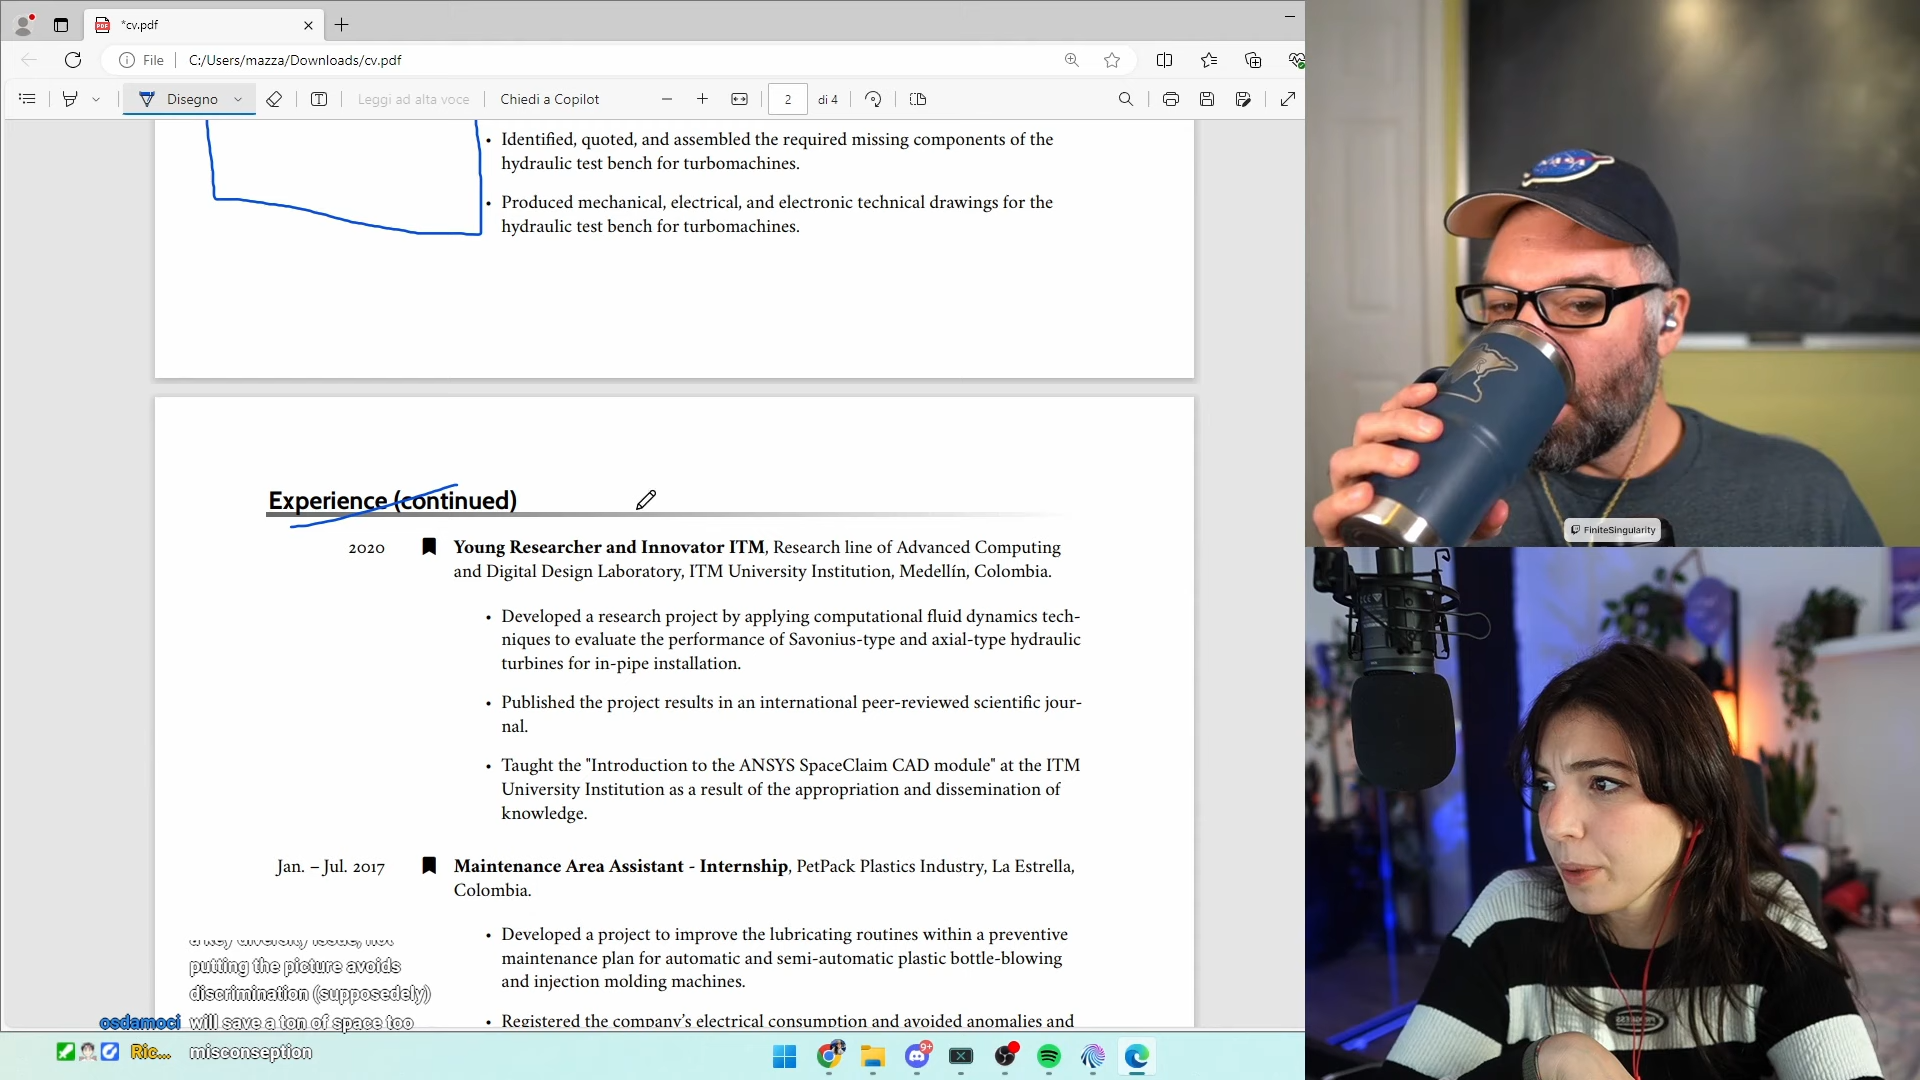 *cv.pdf
File
C:/Users/mazza/Downloads/cv.pdf
Disegno
Leggi ad alta voce
Chiedi a Copilot
2
di 4
• Identified, quoted, and assembled the required missing components of the
hydraulic test bench for turbomachines.
• Produced mechanical, electrical, and electronic technical drawings for the
hydraulic test bench for turbomachines.
Experience (continued)
2020
Young Researcher and Innovator ITM, Research line of Advanced Computing
and Digital Design Laboratory, ITM University Institution, Medellín, Colombia.
• Developed a research project by applying computational fluid dynamics tech-
niques to evaluate the performance of Savonius-type and axial-type hydraulic
turbines for in-pipe installation.
• Published the project results in an international peer-reviewed scientific jour-
nal.
• Taught the "Introduction to the ANSYS SpaceClaim CAD module" at the ITM
University Institution as a result of the appropriation and dissemination of
knowledge.
Jan. – Jul. 2017
Maintenance Area Assistant - Internship, PetPack Plastics Industry, La Estrella,
Colombia.
• Developed a project to improve the lubricating routines within a preventive
maintenance plan for automatic and semi-automatic plastic bottle-blowing
and injection molding machines.
• Registered the company's electrical consumption and avoided anomalies and
a key diversity issue, not
putting the picture avoids
discrimination (supposedely)
osdamoci will save a ton of space too
Ric... misconseption
9+
NASA
FiniteSingularity